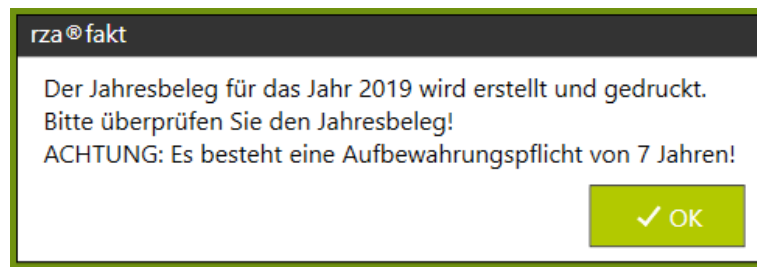 rza®fakt
Der Jahresbeleg für das Jahr 2019 wird erstellt und gedruckt.
Bitte überprüfen Sie den Jahresbeleg!
ACHTUNG: Es besteht eine Aufbewahrungspflicht von 7 Jahren!
✓ OK